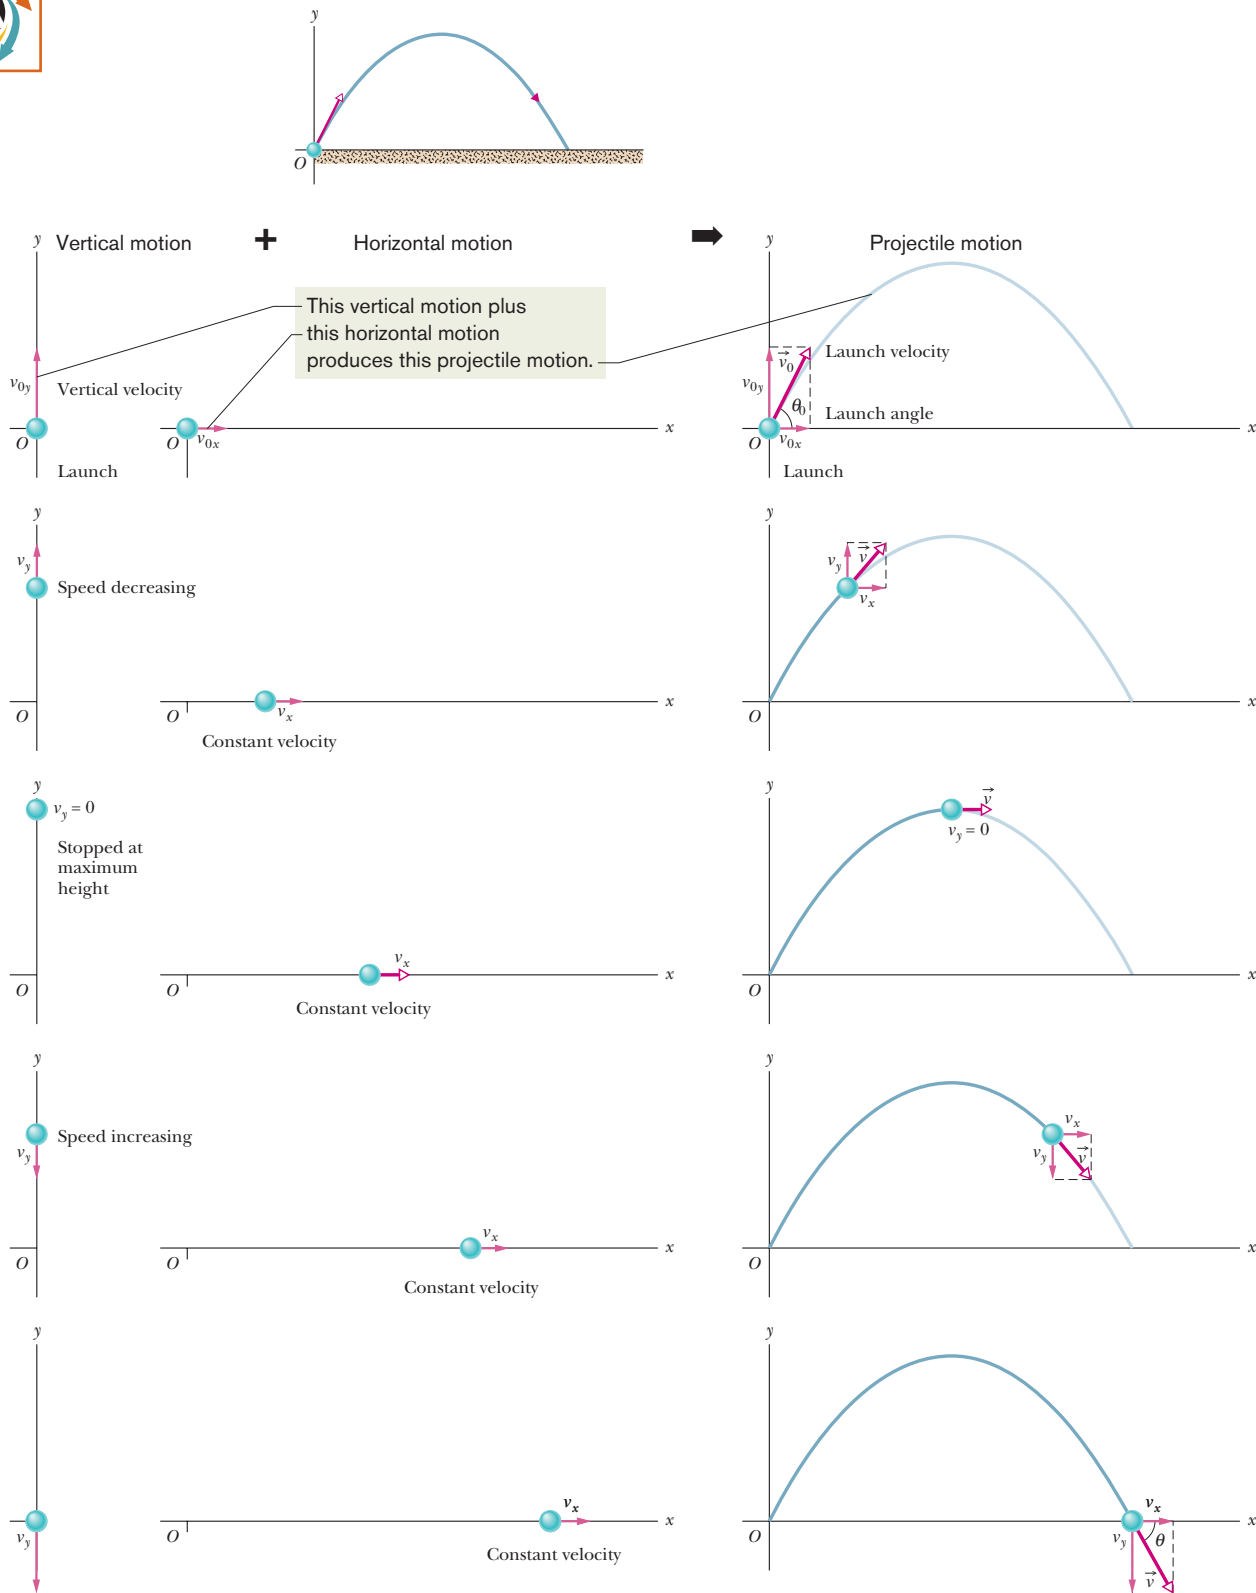 y
O
Vertical motion + Horizontal motion ➡ Projectile motion
y
y
This vertical motion plus
this horizontal motion
produces this projectile motion.
v⃗0
Launch velocity
v0y
Vertical velocity
v0y
θ0
Launch angle
O
O
v0x
x
O
v0x
x
Launch
Launch
y
y
vy
Speed decreasing
vy
v⃗
vx
O
O
vx
x
O
x
Constant velocity
y
y
vy = 0
v⃗
vy = 0
Stopped at
maximum
height
vx
O
O
x
O
x
Constant velocity
y
y
Speed increasing
vy
vx
vy
v⃗
vx
O
O
x
O
x
Constant velocity
y
y
vx
vx
vy
O
x
O
vy
θ
x
Constant velocity
v⃗